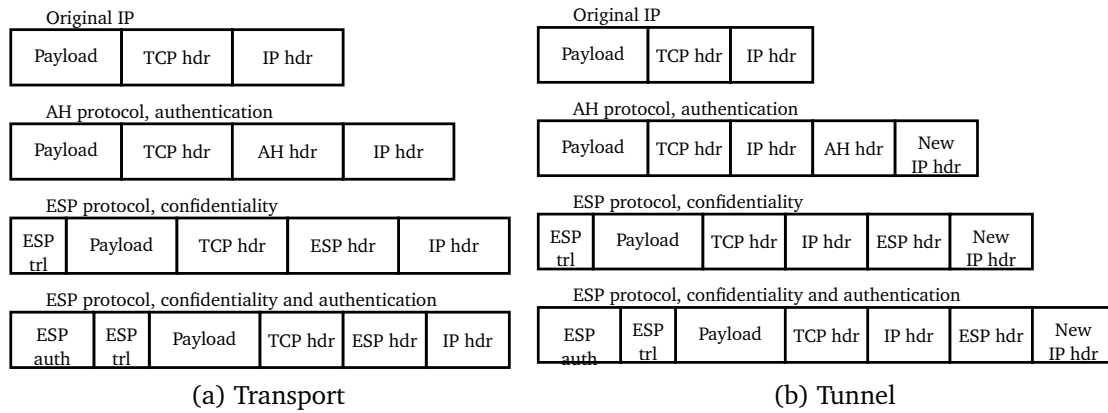 Original IP
Payload TCP hdr IP hdr
AH protocol, authentication
Payload TCP hdr AH hdr IP hdr
ESP protocol, confidentiality
ESP trl Payload TCP hdr ESP hdr IP hdr
ESP protocol, confidentiality and authentication
ESP auth ESP trl Payload TCP hdr ESP hdr IP hdr
(a) Transport
Original IP
Payload TCP hdr IP hdr
AH protocol, authentication
Payload TCP hdr IP hdr AH hdr New IP hdr
ESP protocol, confidentiality
ESP trl Payload TCP hdr IP hdr ESP hdr New IP hdr
ESP protocol, confidentiality and authentication
ESP auth ESP trl Payload TCP hdr IP hdr ESP hdr New IP hdr
(b) Tunnel